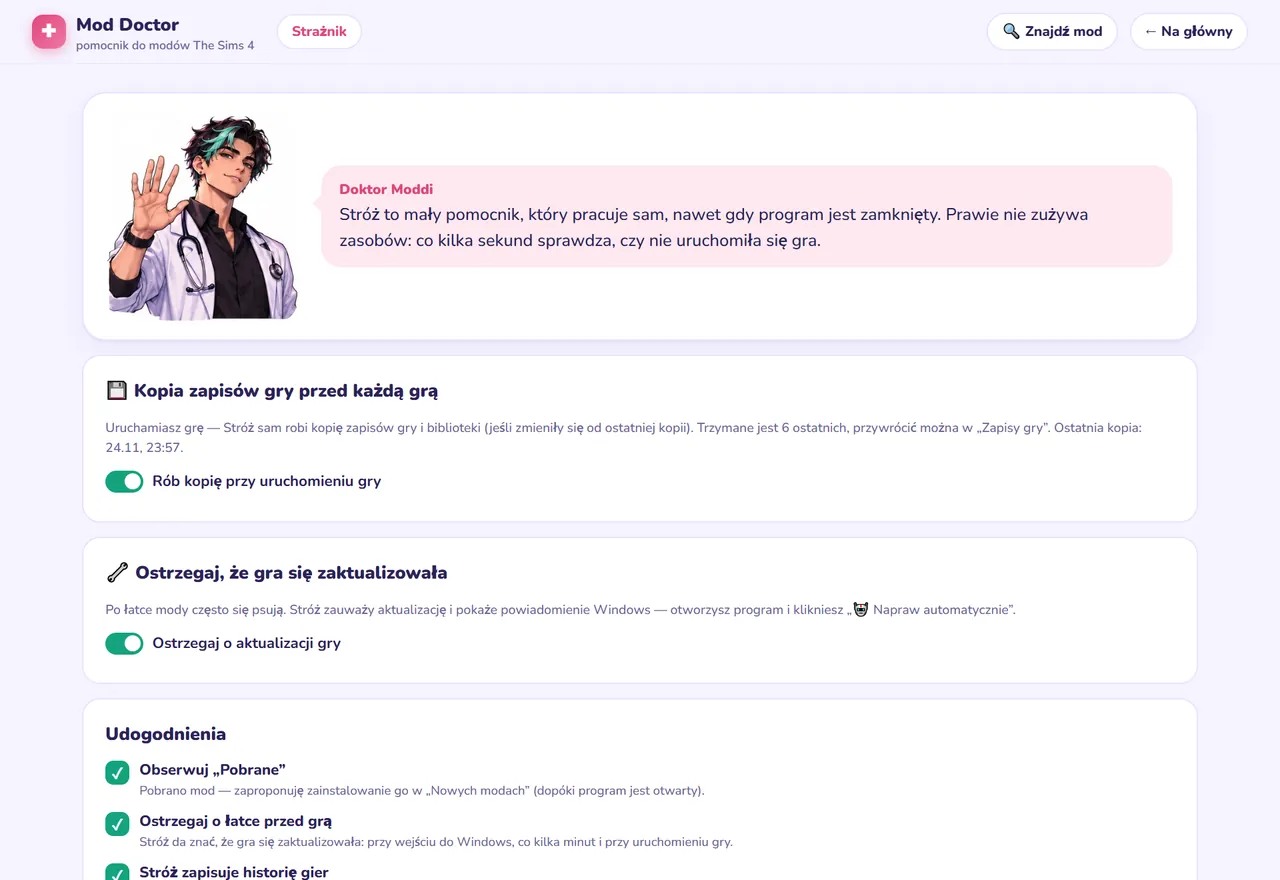 Mod Doctor
pomocnik do modów The Sims 4
Strażnik
Znajdź mod
← Na główny
Doktor Moddi
Stróż to mały pomocnik, który pracuje sam, nawet gdy program jest zamknięty. Prawie nie zużywa
zasobów: co kilka sekund sprawdza, czy nie uruchomiła się gra.
Kopia zapisów gry przed każdą grą
Uruchamiasz grę — Stróż sam robi kopię zapisów gry i biblioteki (jeśli zmieniły się od ostatniej kopii). Trzymane jest 6 ostatnich, przywrócić można w „Zapisy gry”. Ostatnia kopia:
24.11, 23:57.
Rób kopię przy uruchomieniu gry
Ostrzegaj, że gra się zaktualizowała
Po łatce mody często się psują. Stróż zauważy aktualizację i pokaże powiadomienie Windows — otworzysz program i klikniesz „ Napraw automatycznie”.
Ostrzegaj o aktualizacji gry
Udogodnienia
Obserwuj „Pobrane”
Pobrano mod — zaproponuję zainstalowanie go w „Nowych modach” (dopóki program jest otwarty).
Ostrzegaj o łatce przed grą
Stróż da znać, że gra się zaktualizowała: przy wejściu do Windows, co kilka minut i przy uruchomieniu gry.
Stróż zapisuje historię gier